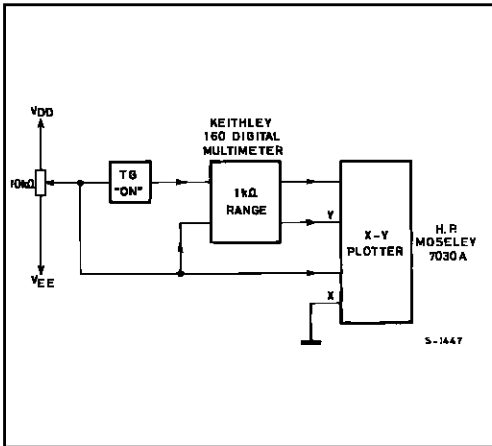 VDD
10kΩ
VEE
TG
"ON"
KEITHLEY
160 DIGITAL
MULTIMETER
1kΩ
RANGE
Y
X
X-Y
PLOTTER
H.P.
MOSELEY
7030A
S-1447